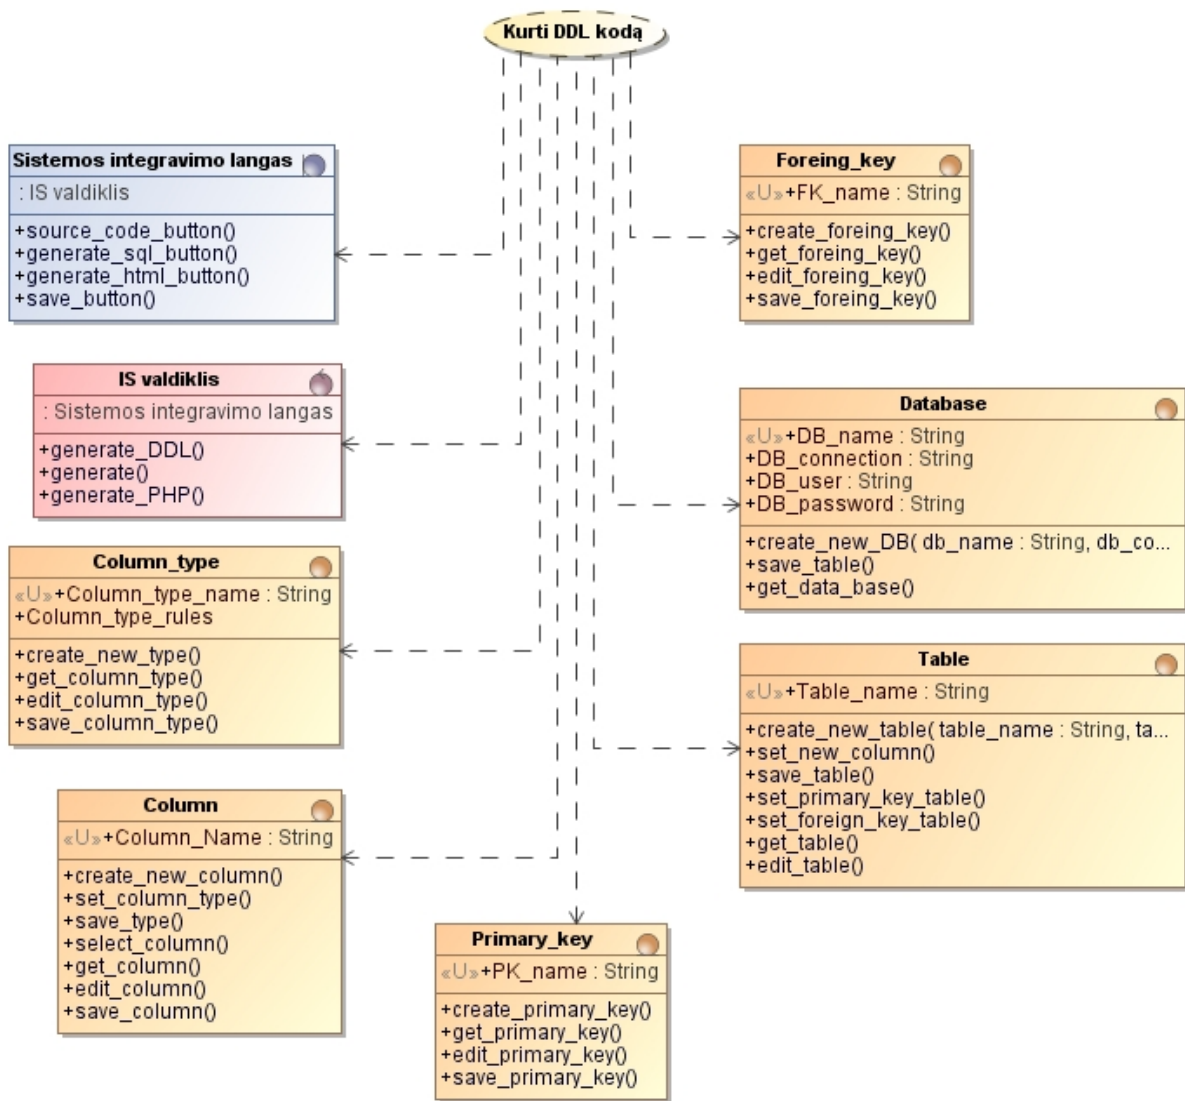 Kurti DDL kodą
Sistemos integravimo langas
: IS valdiklis
+source_code_button()
+generate_sql_button()
+generate_html_button()
+save_button()
IS valdiklis
: Sistemos integravimo langas
+generate_DDL()
+generate()
+generate_PHP()
Column_type
«U»+Column_type_name : String
+Column_type_rules
+create_new_type()
+get_column_type()
+edit_column_type()
+save_column_type()
Column
«U»+Column_Name : String
+create_new_column()
+set_column_type()
+save_type()
+select_column()
+get_column()
+edit_column()
+save_column()
Primary_key
«U»+PK_name : String
+create_primary_key()
+get_primary_key()
+edit_primary_key()
+save_primary_key()
Foreing_key
«U»+FK_name : String
+create_foreing_key()
+get_foreing_key()
+edit_foreing_key()
+save_foreing_key()
Database
«U»+DB_name : String
+DB_connection : String
+DB_user : String
+DB_password : String
+create_new_DB( db_name : String, db_co...
+save_table()
+get_data_base()
Table
«U»+Table_name : String
+create_new_table( table_name : String, ta...
+set_new_column()
+save_table()
+set_primary_key_table()
+set_foreign_key_table()
+get_table()
+edit_table()